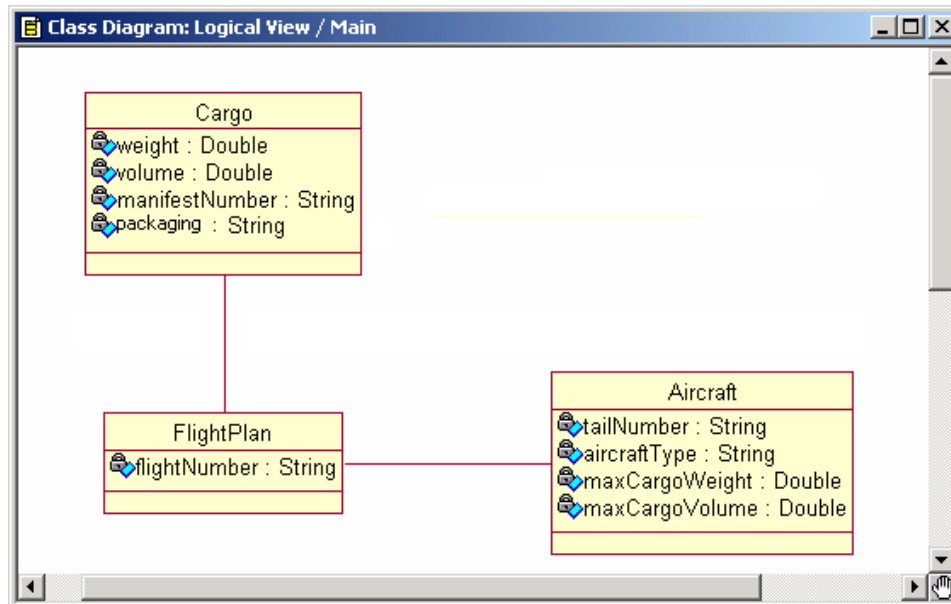 Class Diagram: Logical View / Main
Cargo
weight : Double
volume : Double
manifestNumber : String
packaging : String
FlightPlan
flightNumber : String
Aircraft
tailNumber : String
aircraftType : String
maxCargoWeight : Double
maxCargoVolume : Double